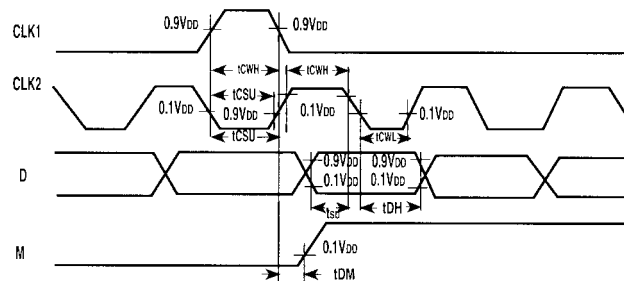 CLK1
0.9VDD
0.9VDD
tCWH
tCWH
CLK2
tCSU
0.1VDD
0.9VDD
0.1VDD
0.1VDD
tCSU
tCWL
D
0.9VDD
0.9VDD
0.1VDD
0.1VDD
tSD
tDH
M
0.1VDD
tDM